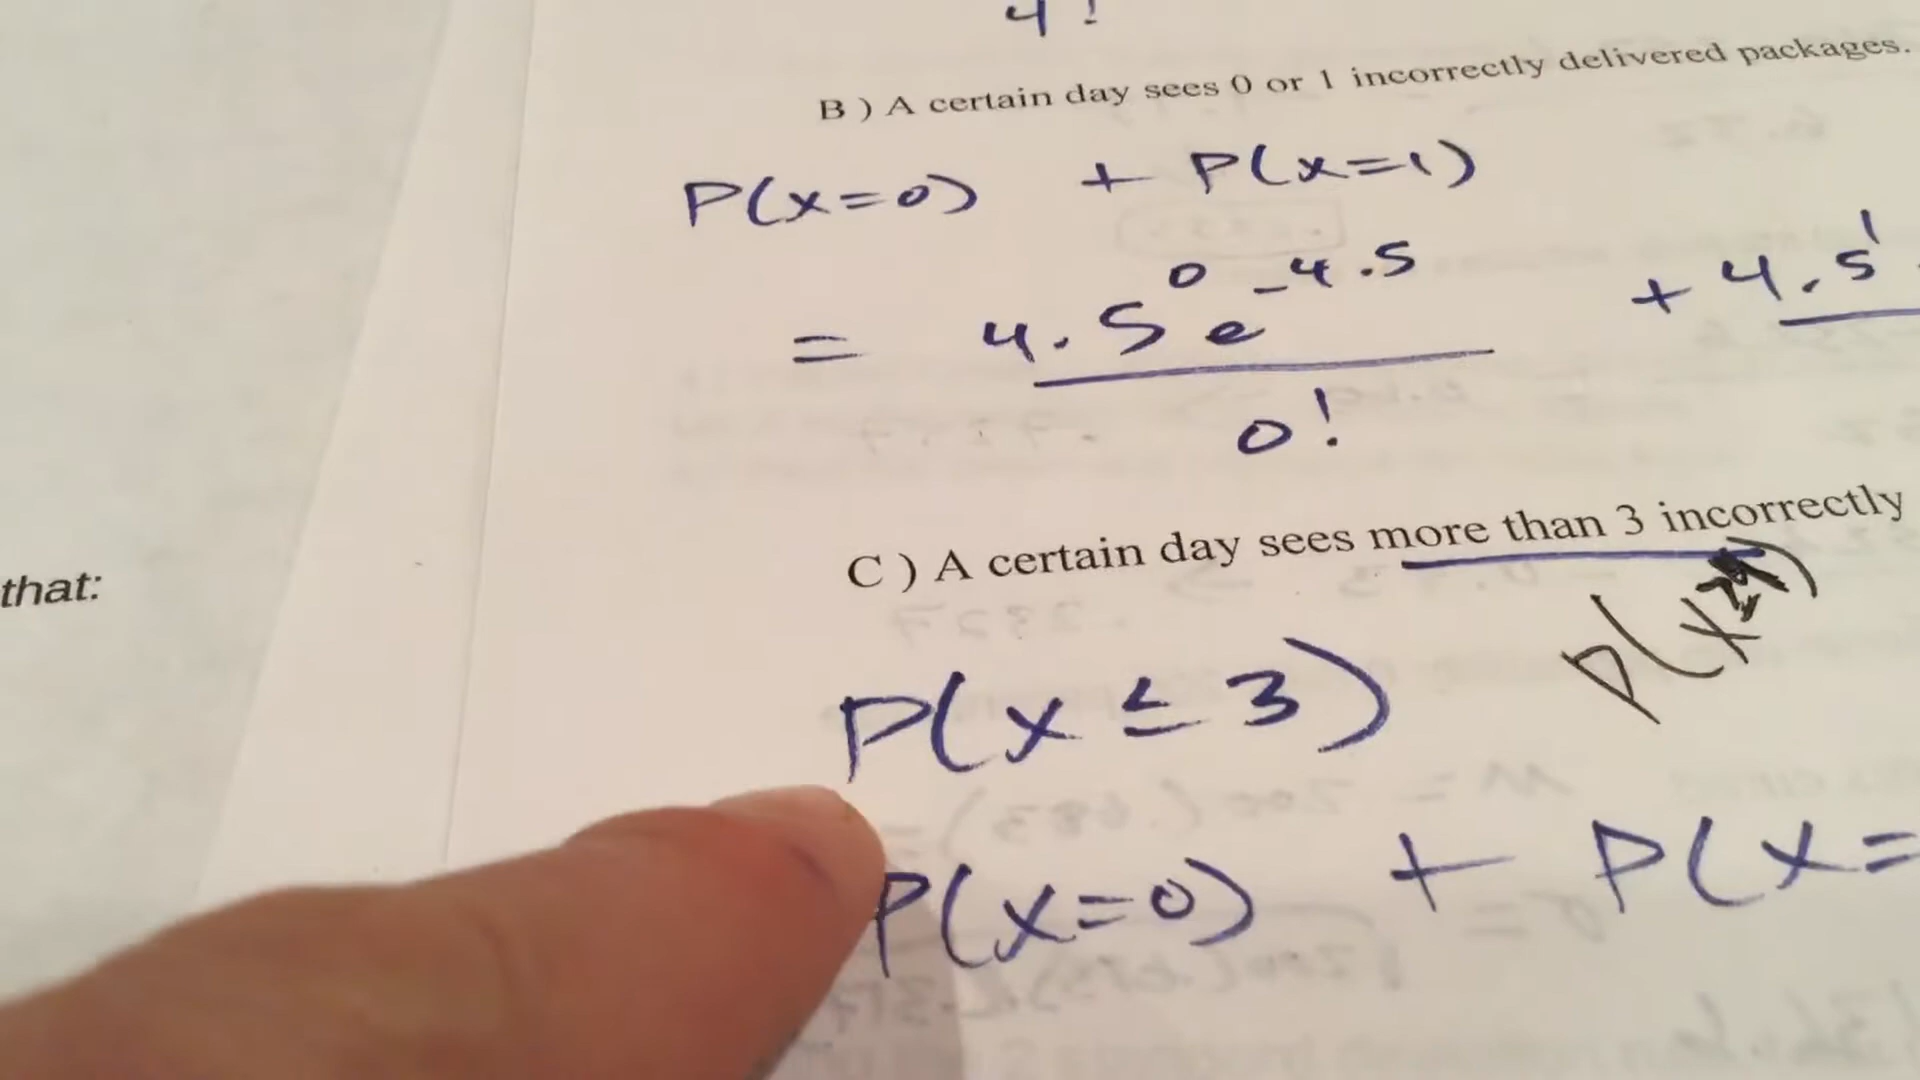 4!
B ) A certain day sees 0 or 1 incorrectly delivered packages.
P(x=0) + P(x=1)
= 4.5⁰ e⁻⁴·⁵ + 4.5¹
0!
that:
C ) A certain day sees more than 3 incorrectly
P(x
P(x ≤ 3)
P(x=0) + P(x=